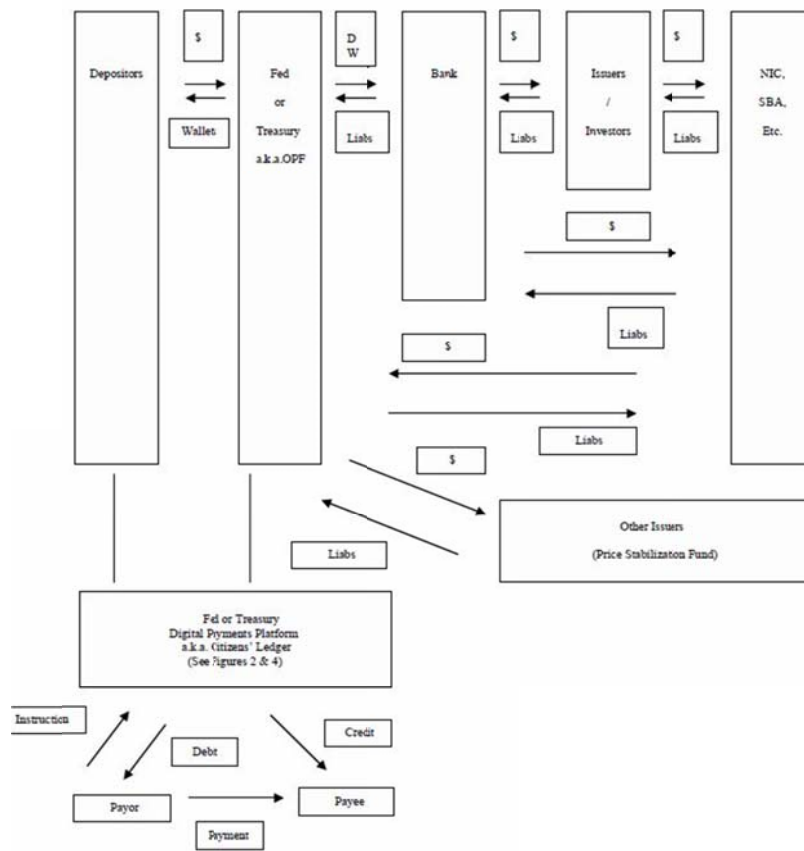 $
D
W
$
$
Depositors
Fed
or
Treasury
a.k.a.OPF
Bank
Issuers
/
Investors
NIC,
SBA,
Etc.
Wallet
Liabs
Liabs
Liabs
$
Liabs
$
Liabs
$
Other Issuers
(Price Stabilizaton Fund)
Liabs
Fel or Treasury
Digital Piyments Platform
a.k.a. Citizens' Ledger
(See Figures 2 & 4)
Instruction
Credit
Debt
Payor
Payee
Payment